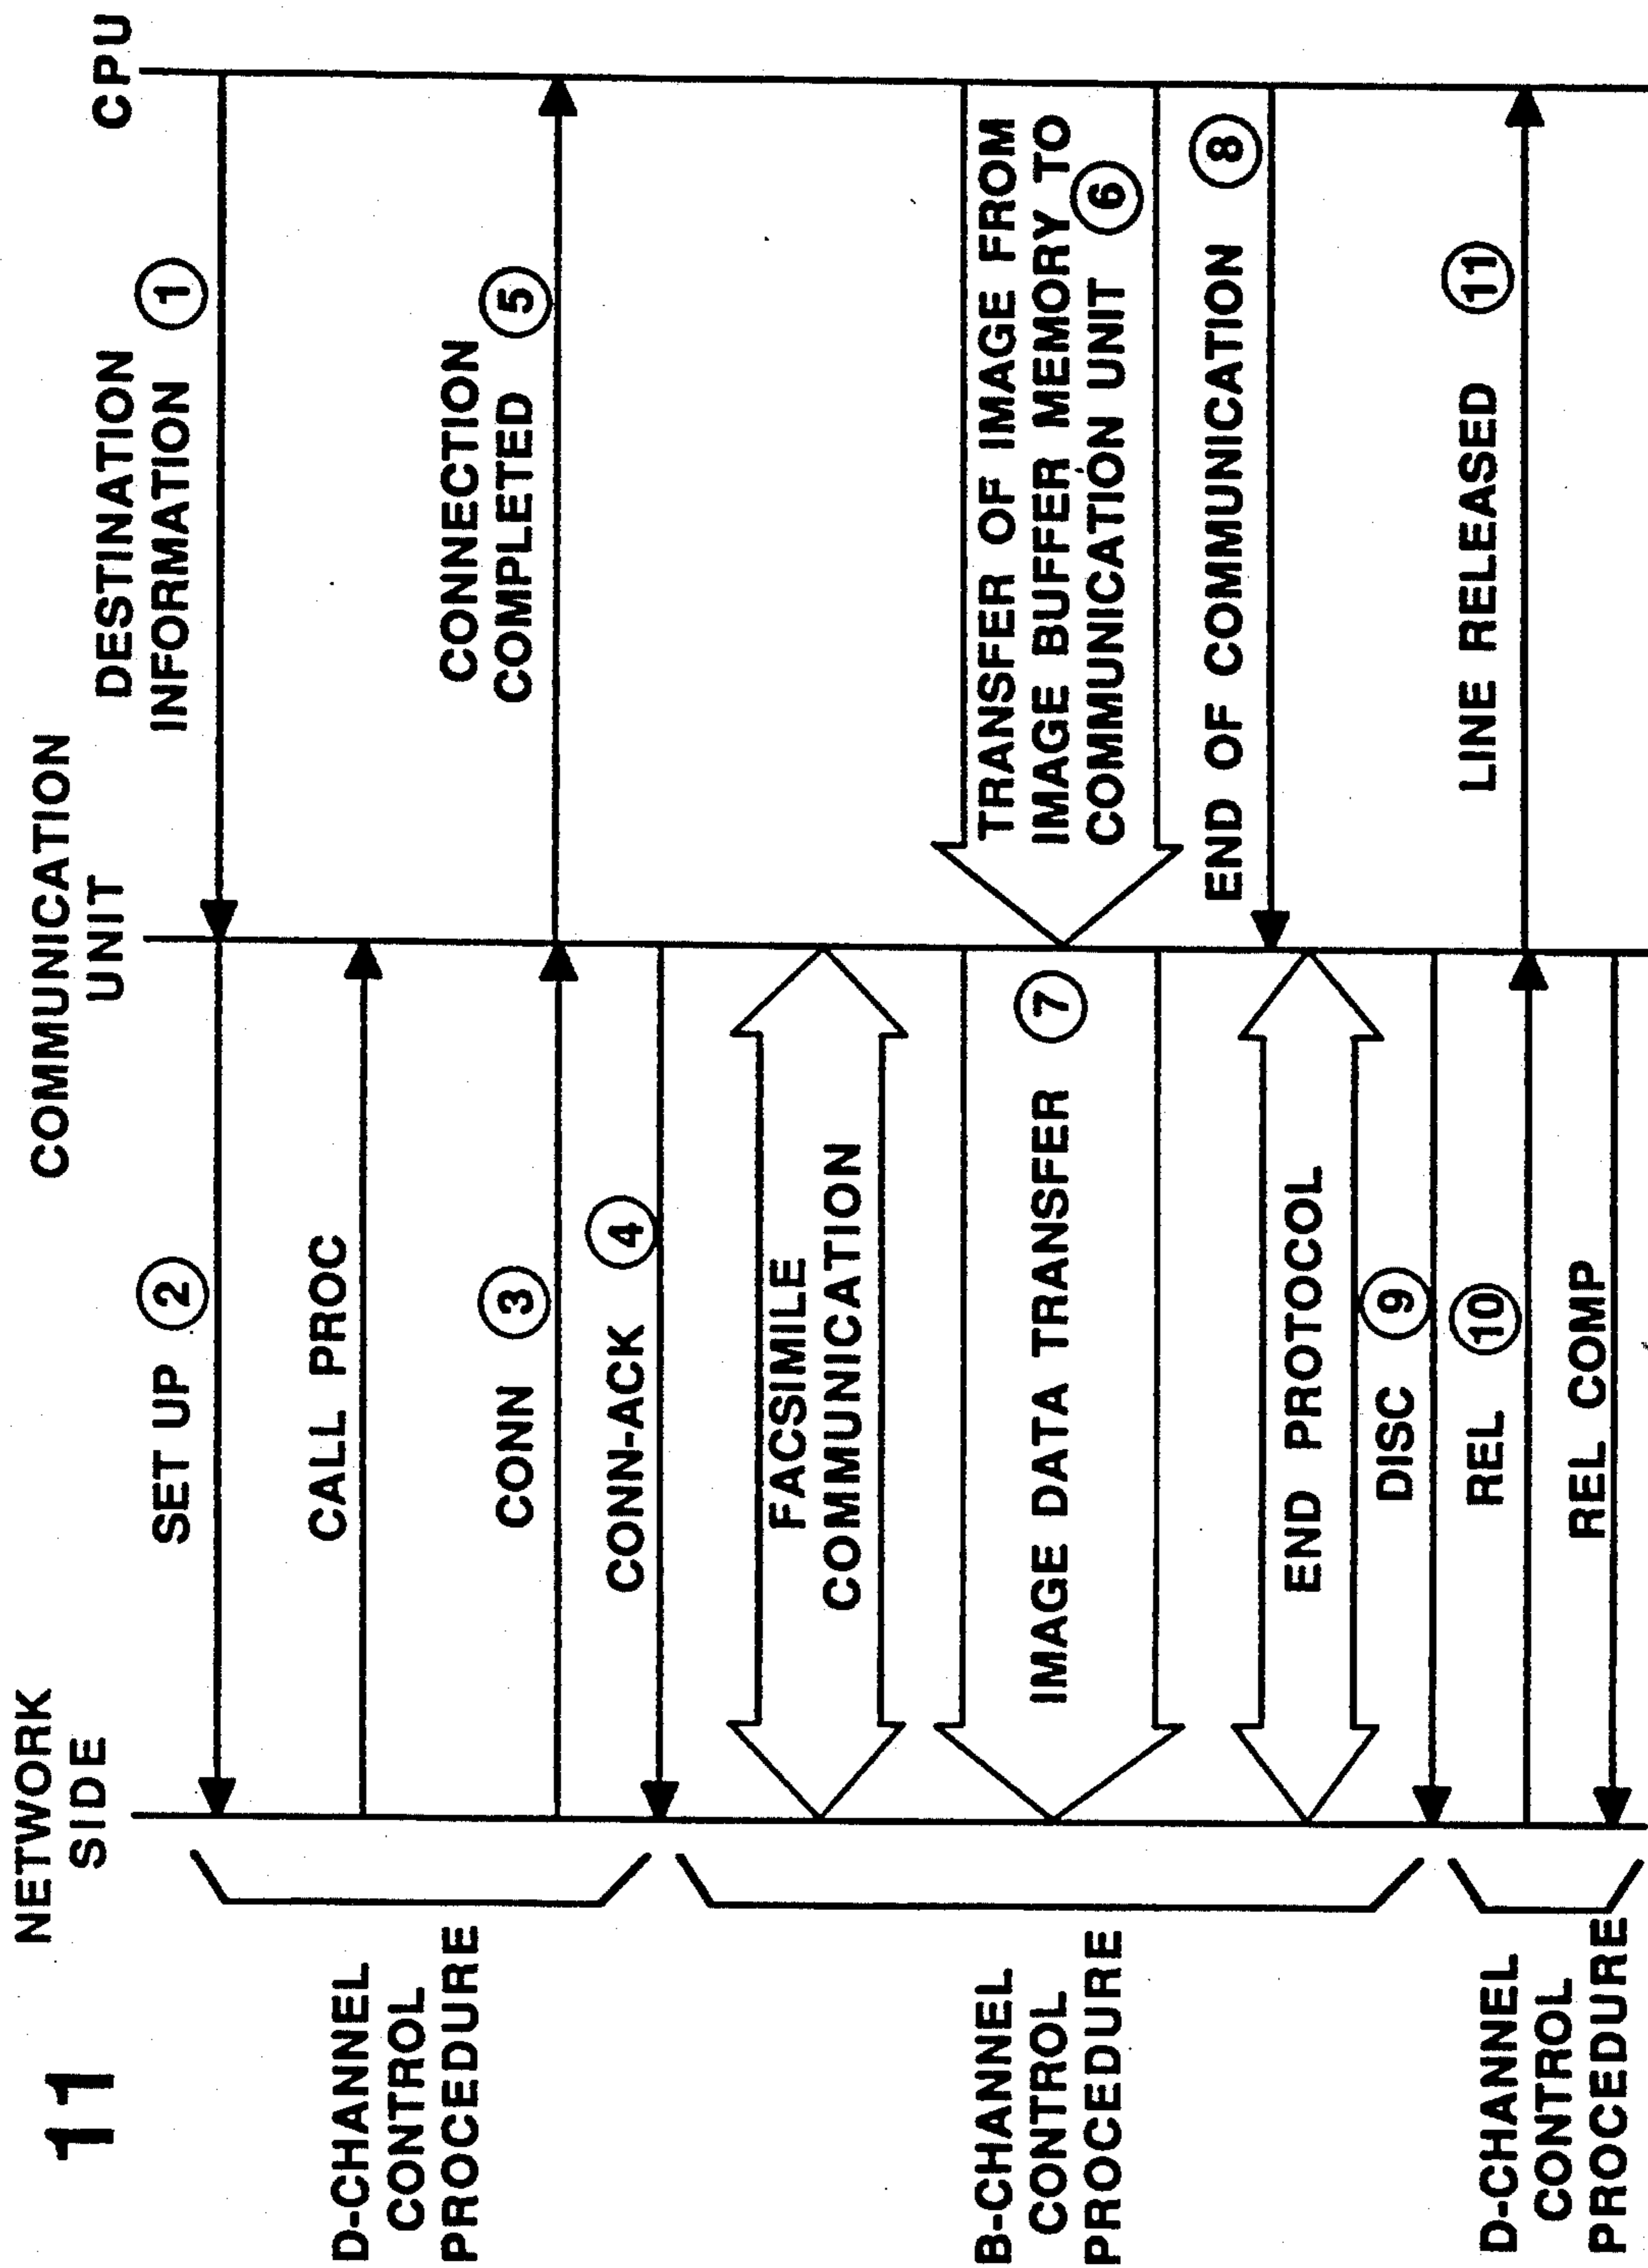 11
NETWORK
SIDE
COMMUNICATION
UNIT
CPU
D-CHANNEL
CONTROL
PROCEDURE
SET UP 2
DESTINATION
INFORMATION 1
CALL PROC
CONN 3
CONNECTION
COMPLETED 5
CONN-ACK 4
B-CHANNEL
CONTROL
PROCEDURE
FACSIMILE
COMMUNICATION
IMAGE DATA TRANSFER 7
TRANSFER OF IMAGE FROM
IMAGE BUFFER MEMORY TO
COMMUNICATION UNIT 6
END OF COMMUNICATION 8
END PROTOCOL
DISC 9
D-CHANNEL
CONTROL
PROCEDURE
REL 10
LINE RELEASED 11
REL COMP